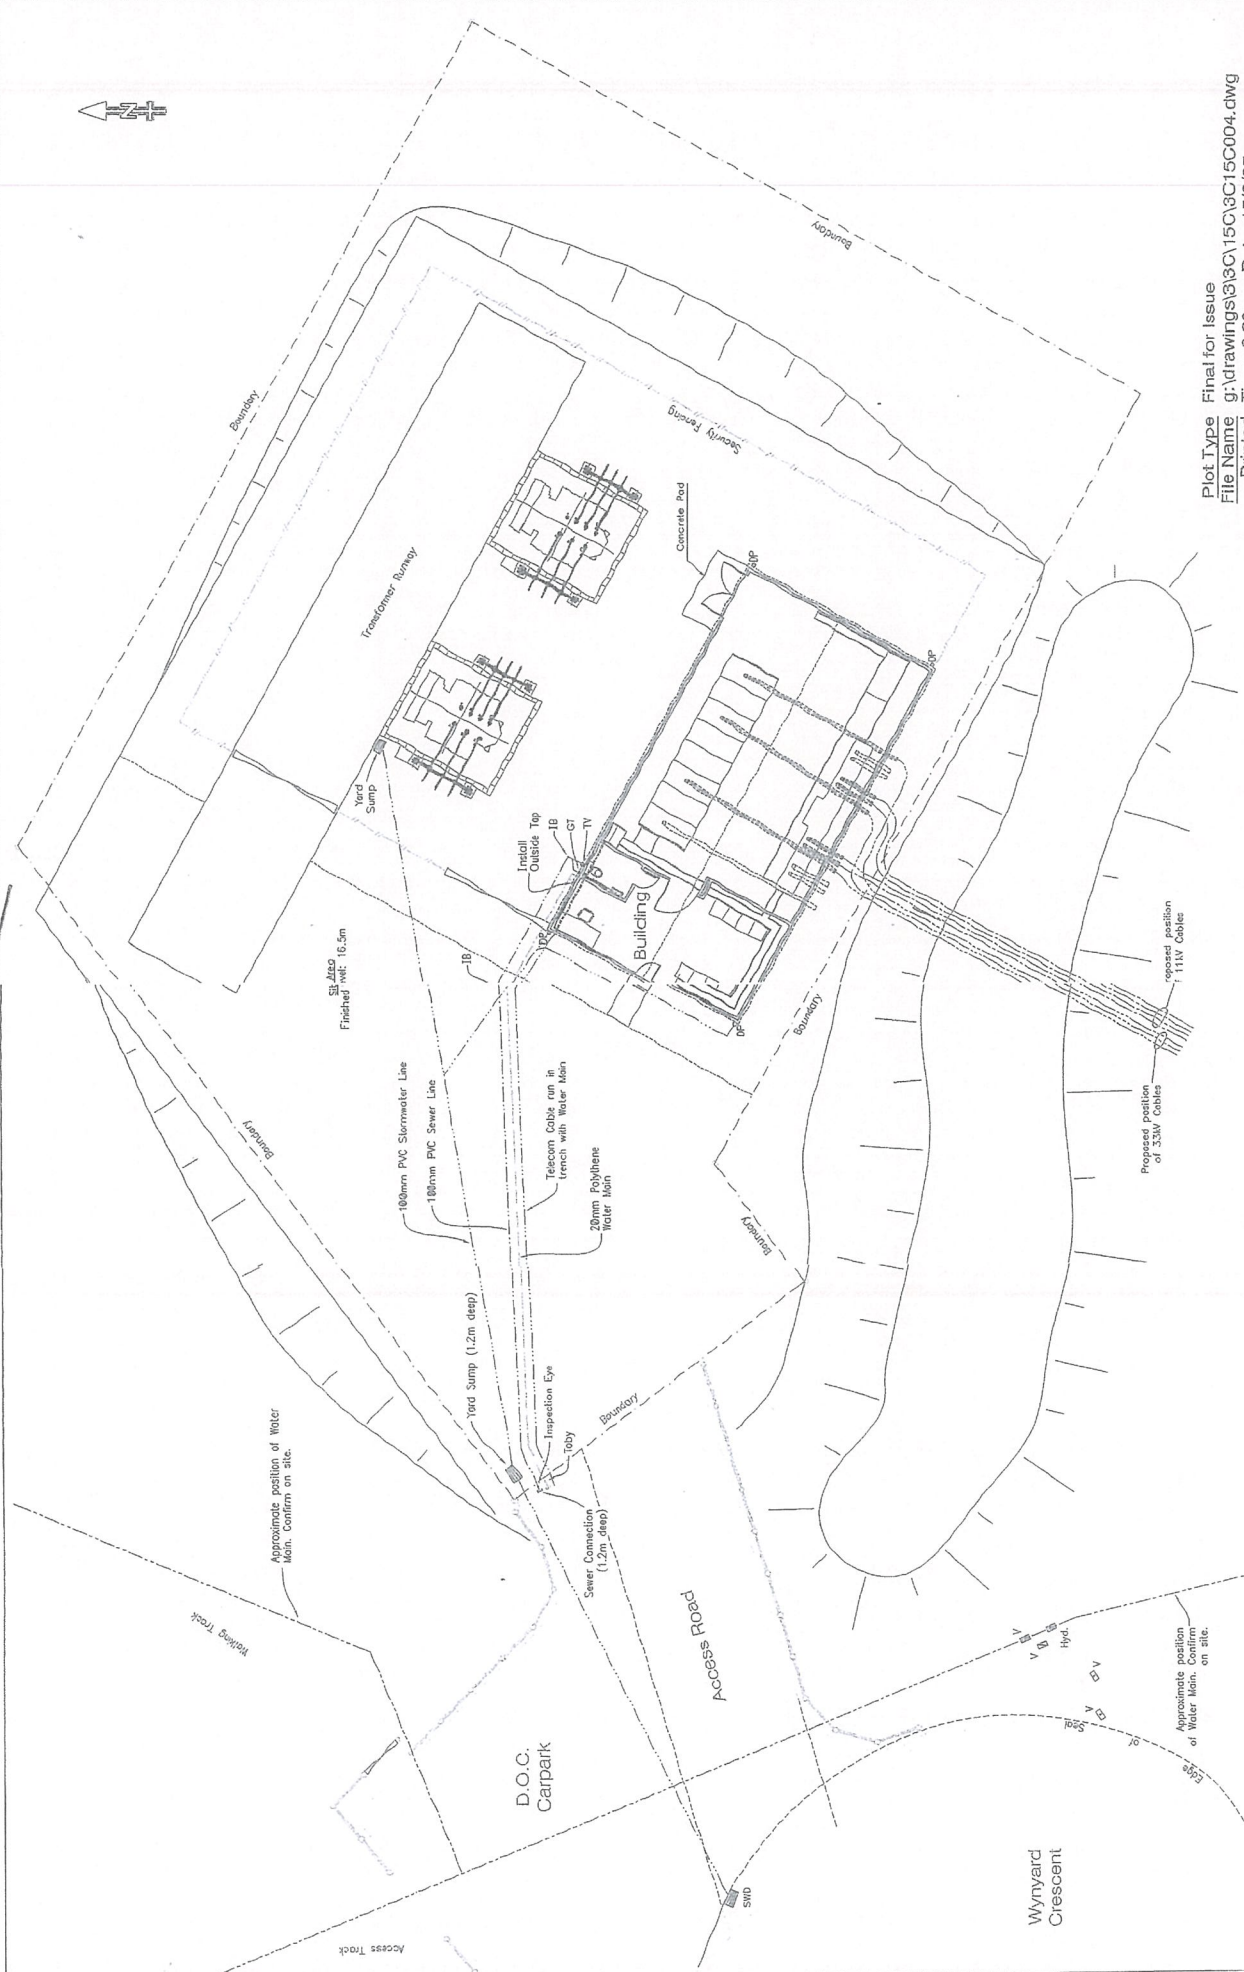 N
Plot Type Final for Issue
File Name g:\drawings\3\3C\15C\3C15C004.dwg
Boundary
Boundary
Security Fencing
Transformer Runway
Concrete Pad
DP
DP
Yard
Sump
Install
Outside Tap
IB
GT
TV
DP
IB
Building
DP
Finished
16.5m
Boundary
Boundary
Boundary
Boundary
100mm PVC Stormwater Line
100mm PVC Sewer Line
Telecom Cable run in
trench with Water Main
20mm Polythene
Water Main
position
11kV Cables
Proposed position
of 33kV Cables
Yard Sump (1.2m deep)
Inspection Eye
Toby
Sewer Connection
(1.2m deep)
Approximate position of Water
Main. Confirm on site.
Walking Track
Access Road
D.O.C.
Carpark
V
V
Hyd.
V
V
Approximate position
of Water Main. Confirm
on site.
Edge of Seal
SWD
Wynyard
Crescent
Access Track